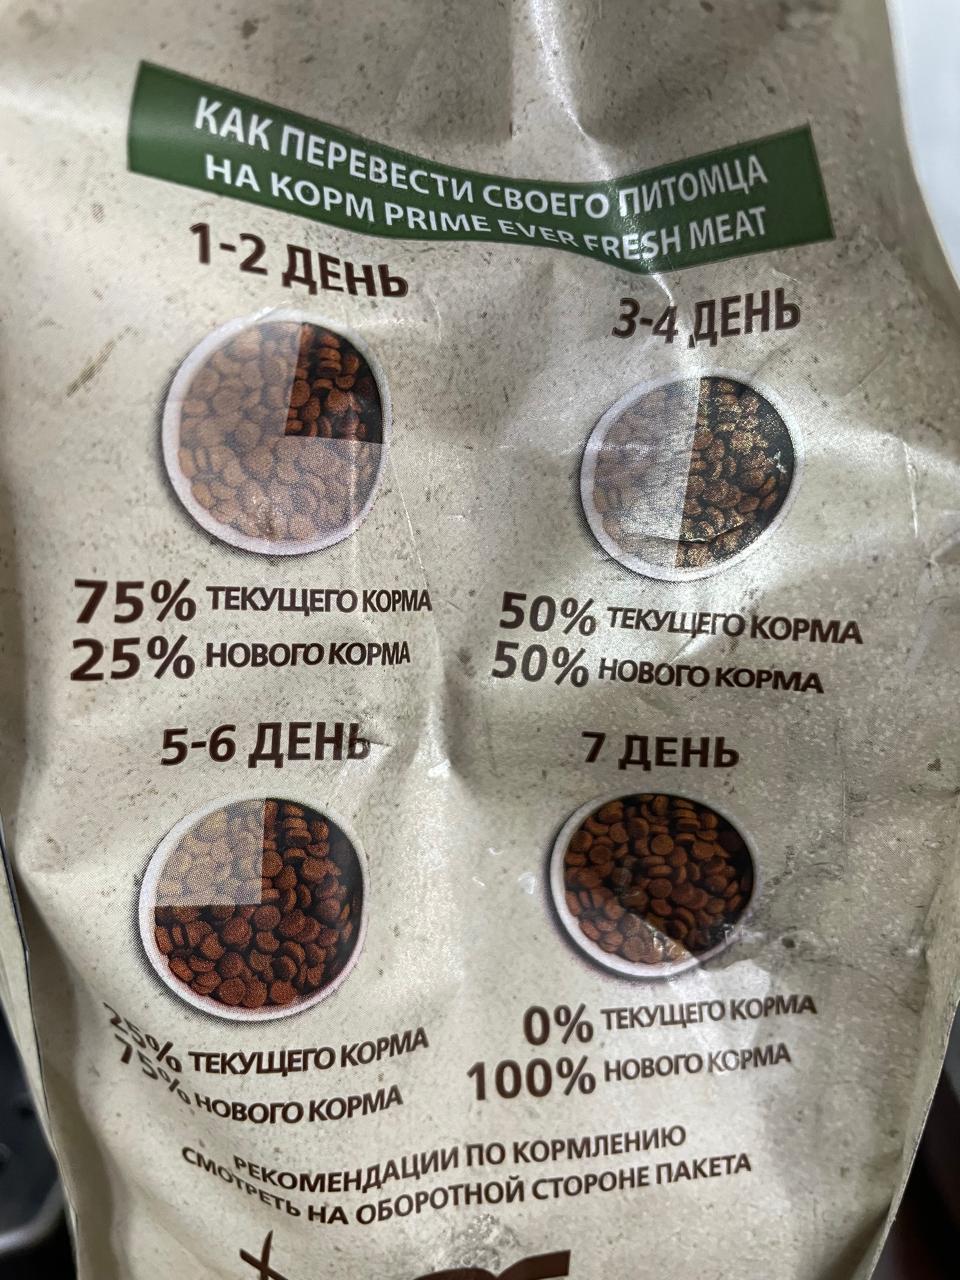 КАК ПЕРЕВЕСТИ СВОЕГО ПИТОМЦА
НА КОРМ PRIME EVER FRESH MEAT
1-2 ДЕНЬ
75% ТЕКУЩЕГО КОРМА
25% НОВОГО КОРМА
3-4 ДЕНЬ
50% ТЕКУЩЕГО КОРМА
50% НОВОГО КОРМА
5-6 ДЕНЬ
25% ТЕКУЩЕГО КОРМА
75% НОВОГО КОРМА
7 ДЕНЬ
0% ТЕКУЩЕГО КОРМА
100% НОВОГО КОРМА
РЕКОМЕНДАЦИИ ПО КОРМЛЕНИЮ
СМОТРЕТЬ НА ОБОРОТНОЙ СТОРОНЕ ПАКЕТА